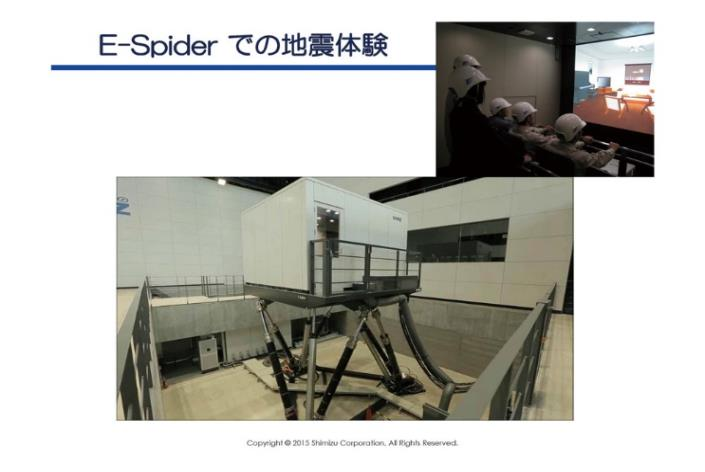 E-Spider での地震体験
Copyright © 2015 Shimizu Corporation. All Rights Reserved.